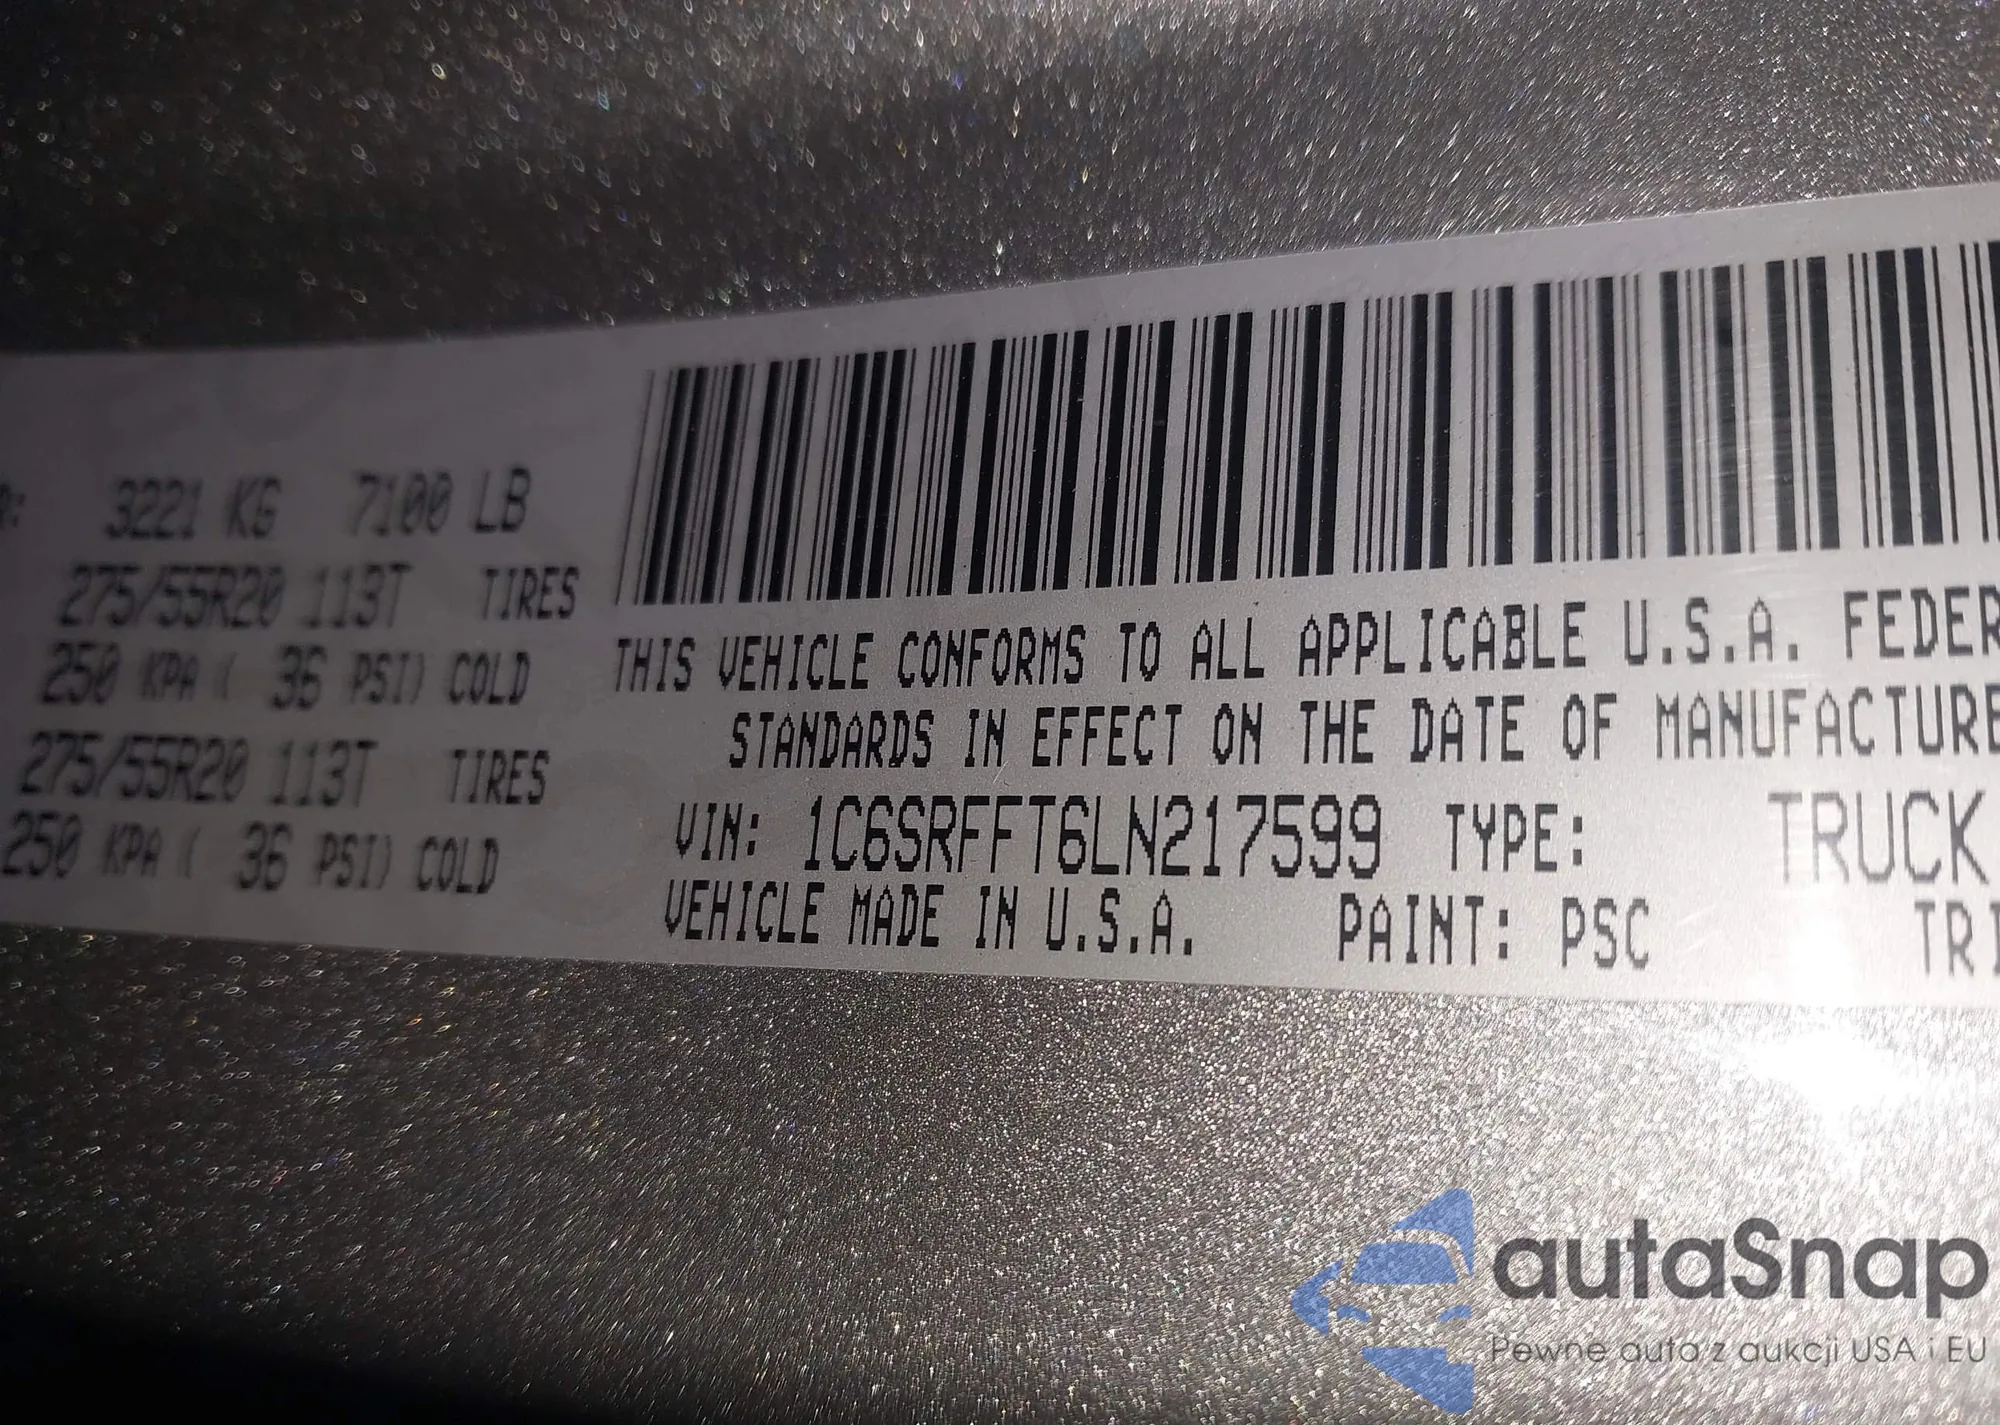 R: 3221 KG 7100 LB
275/55R20 113T TIRES
250 KPA ( 36 PSI) COLD
275/55R20 113T TIRES
250 KPA ( 36 PSI) COLD
THIS VEHICLE CONFORMS TO ALL APPLICABLE U.S.A. FEDER
STANDARDS IN EFFECT ON THE DATE OF MANUFACTURE
VIN: 1C6SRFFT6LN217599 TYPE: TRUCK
VEHICLE MADE IN U.S.A. PAINT: PSC TRI
autaSnap
Pewne auta z aukcji USA i EU